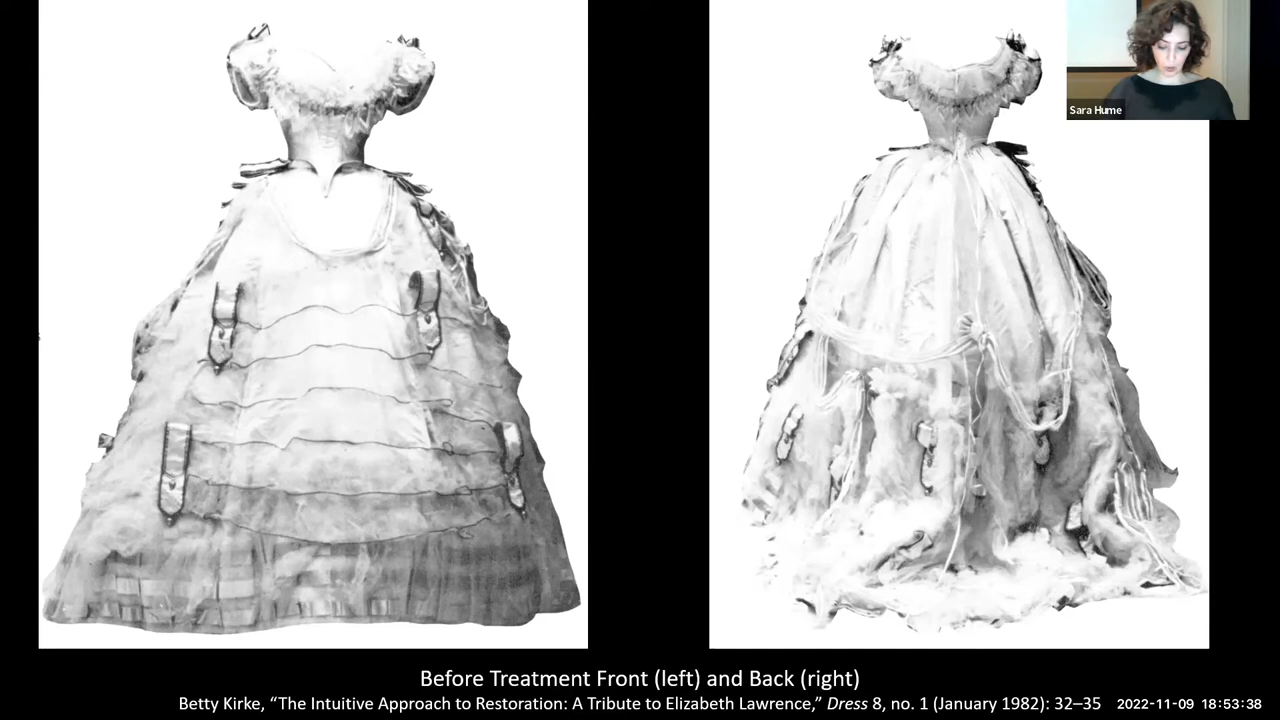 Sara Hume
Before Treatment Front (left) and Back (right)
Betty Kirke, “The Intuitive Approach to Restoration: A Tribute to Elizabeth Lawrence,” Dress 8, no. 1 (January 1982): 32–35
2022-11-09 18:53:38